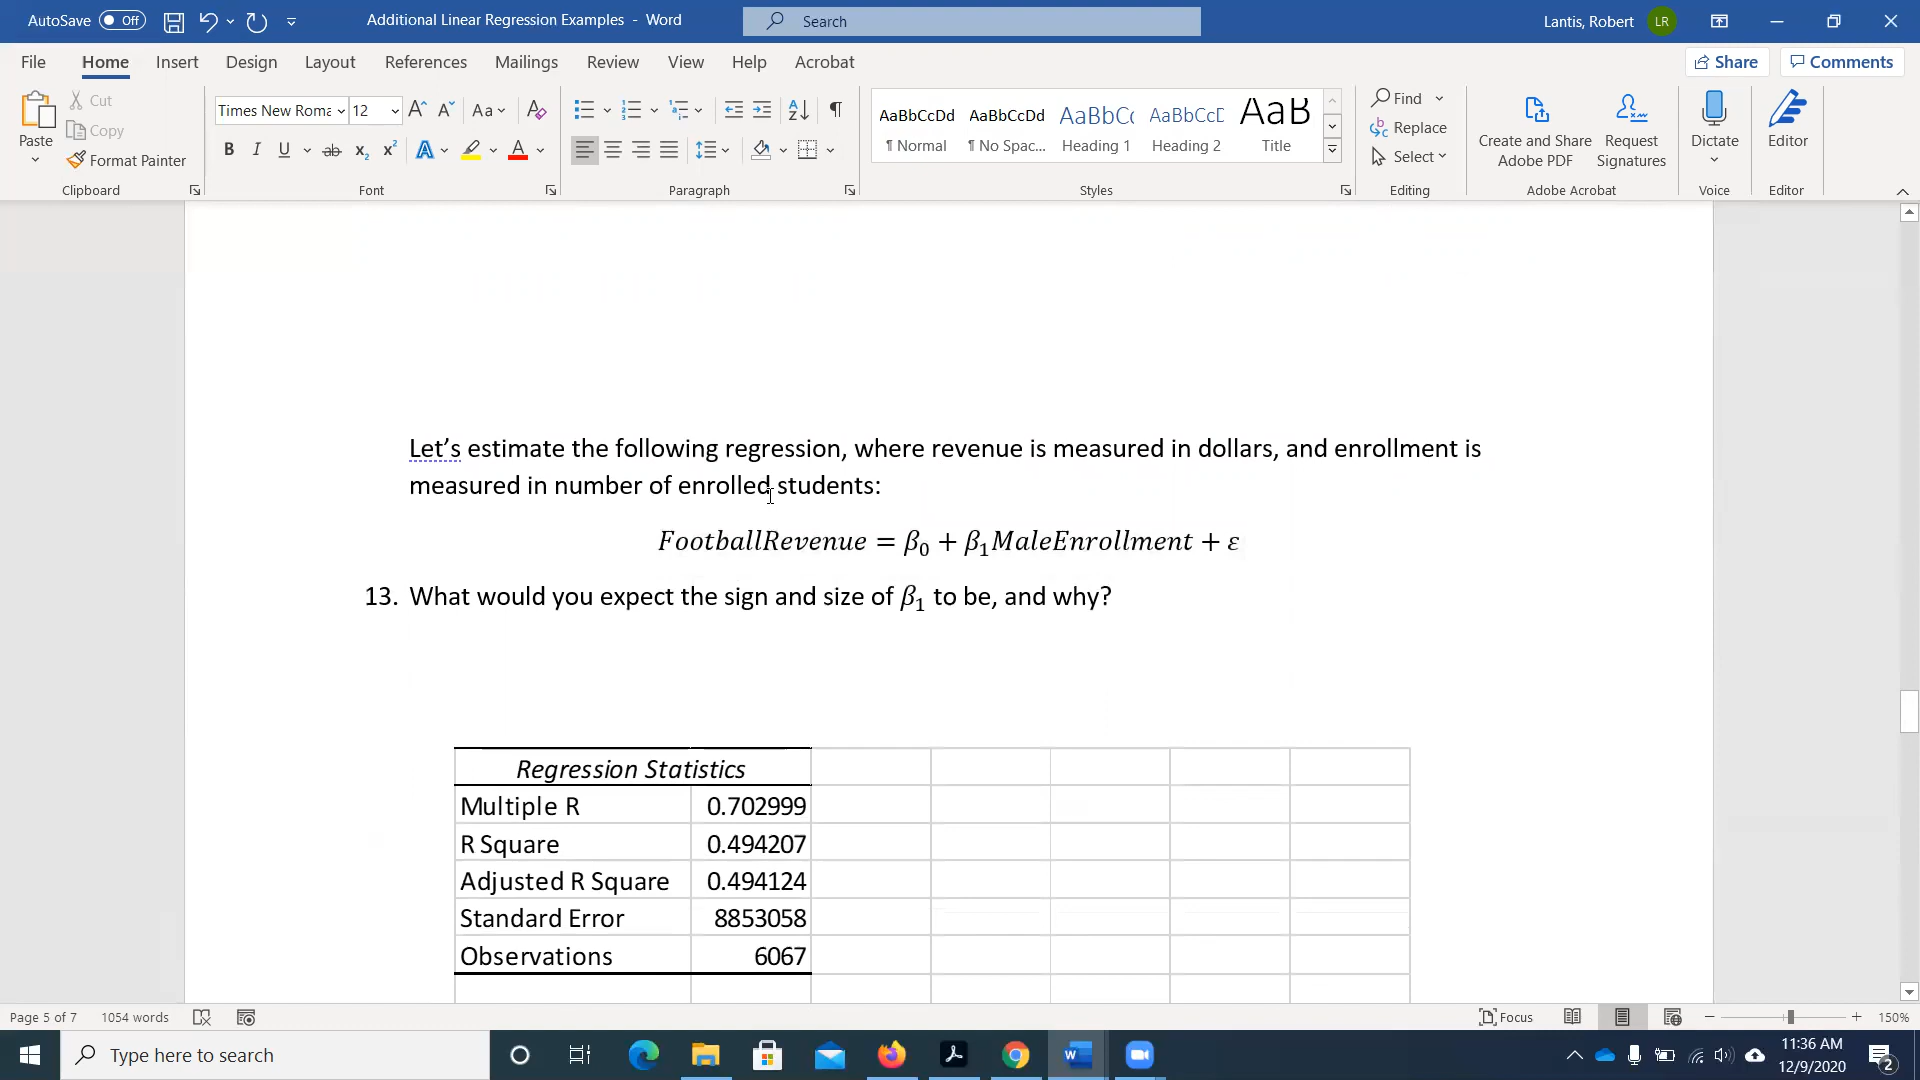 AutoSave Off Additional Linear Regression Examples - Word Search Lantis, Robert LR
File Home Insert Design Layout References Mailings Review View Help Acrobat Share Comments
Paste Cut Copy Format Painter
Clipboard
Times New Roma 12 A^ A˅ Aa
B I U ab x₂ x² A A
Font
Paragraph
AaBbCcDd AaBbCcDd AaBbCc AaBbCcD AaB
¶ Normal ¶ No Spac... Heading 1 Heading 2 Title
Styles
Find
Replace
Select
Editing
Create and Share Adobe PDF
Request Signatures
Adobe Acrobat
Dictate
Voice
Editor
Editor
Let's estimate the following regression, where revenue is measured in dollars, and enrollment is
measured in number of enrolled students:
FootballRevenue = β₀ + β₁MaleEnrollment + ε
13. What would you expect the sign and size of β₁ to be, and why?
Regression Statistics
Multiple R 0.702999
R Square 0.494207
Adjusted R Square 0.494124
Standard Error 8853058
Observations 6067
Page 5 of 7 1054 words Focus 150%
Type here to search 11:36 AM
12/9/2020 2